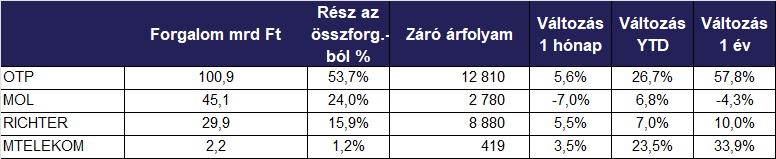 Forgalom mrd Ft Rész az összforg.-ból % Záró árfolyam Változás 1 hónap Változás YTD Változás 1 év
OTP 100,9 53,7% 12 810 5,6% 26,7% 57,8%
MOL 45,1 24,0% 2 780 -7,0% 6,8% -4,3%
RICHTER 29,9 15,9% 8 880 5,5% 7,0% 10,0%
MTELEKOM 2,2 1,2% 419 3,5% 23,5% 33,9%